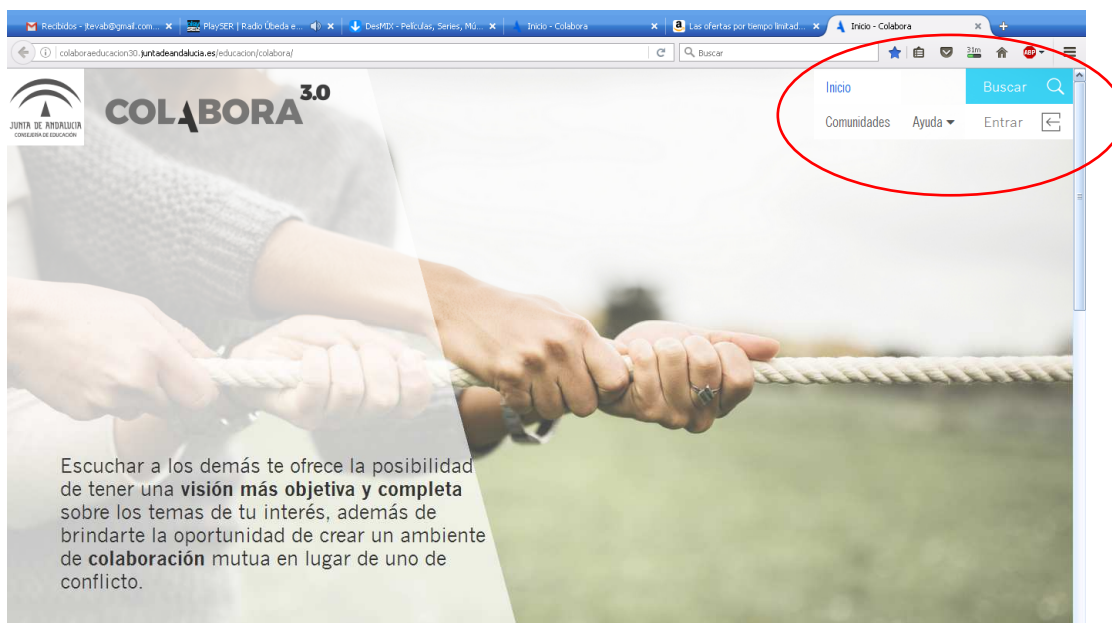 Recibidos - jtevab@gmail.com...
PlaySER | Radio Úbeda e...
DesMIX - Películas, Series, Mú...
Inicio - Colabora
Las ofertas por tiempo limitad...
Inicio - Colabora
colaboraeducacion30.juntadeandalucia.es/educacion/colabora/
Buscar
31m
ABP
JUNTA DE ANDALUCIA
CONSEJERIA DE EDUCACIÓN
COLABORA 3.0
Inicio
Buscar
Comunidades
Ayuda
Entrar
Escuchar a los demás te ofrece la posibilidad
de tener una visión más objetiva y completa
sobre los temas de tu interés, además de
brindarte la oportunidad de crear un ambiente
de colaboración mutua en lugar de uno de
conflicto.